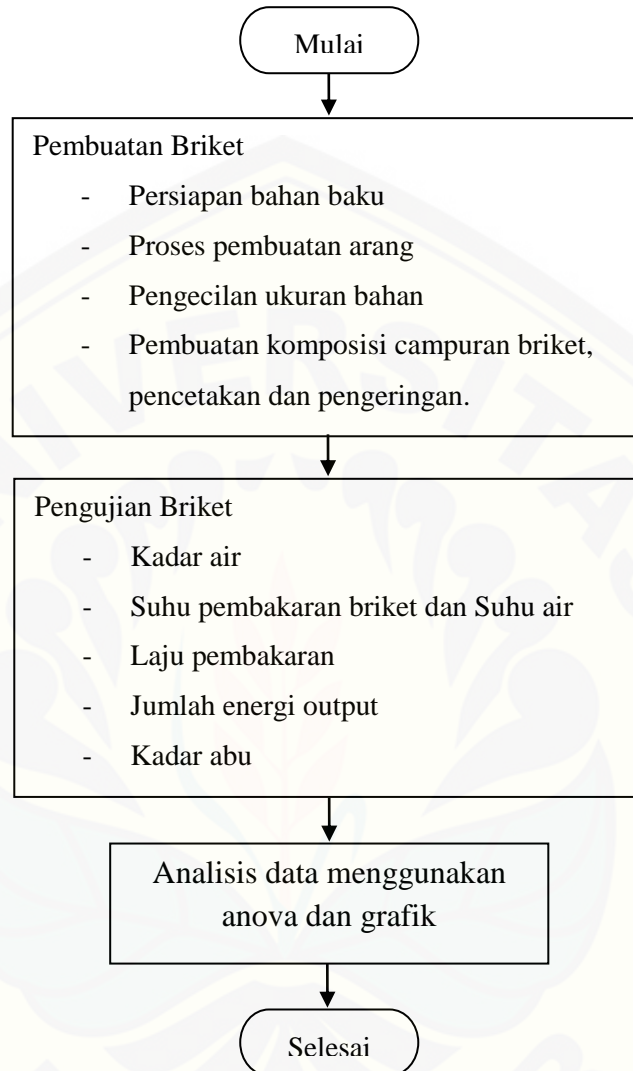 Mulai
Pembuatan Briket
- Persiapan bahan baku
- Proses pembuatan arang
- Pengecilan ukuran bahan
- Pembuatan komposisi campuran briket,
pencetakan dan pengeringan.
Pengujian Briket
- Kadar air
- Suhu pembakaran briket dan Suhu air
- Laju pembakaran
- Jumlah energi output
- Kadar abu
Analisis data menggunakan
anova dan grafik
Selesai